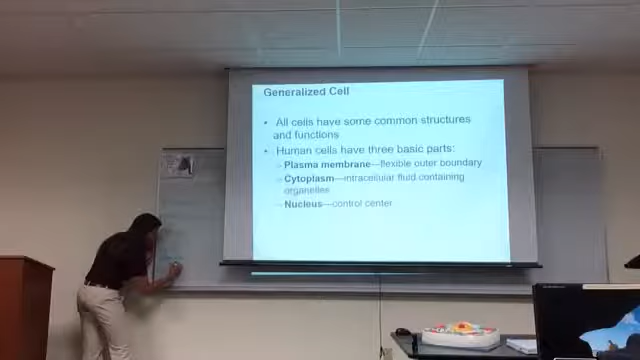 Generalized Cell
• All cells have some common structures
and functions
• Human cells have three basic parts:
– Plasma membrane—flexible outer boundary
– Cytoplasm—intracellular fluid containing
organelles
– Nucleus—control center